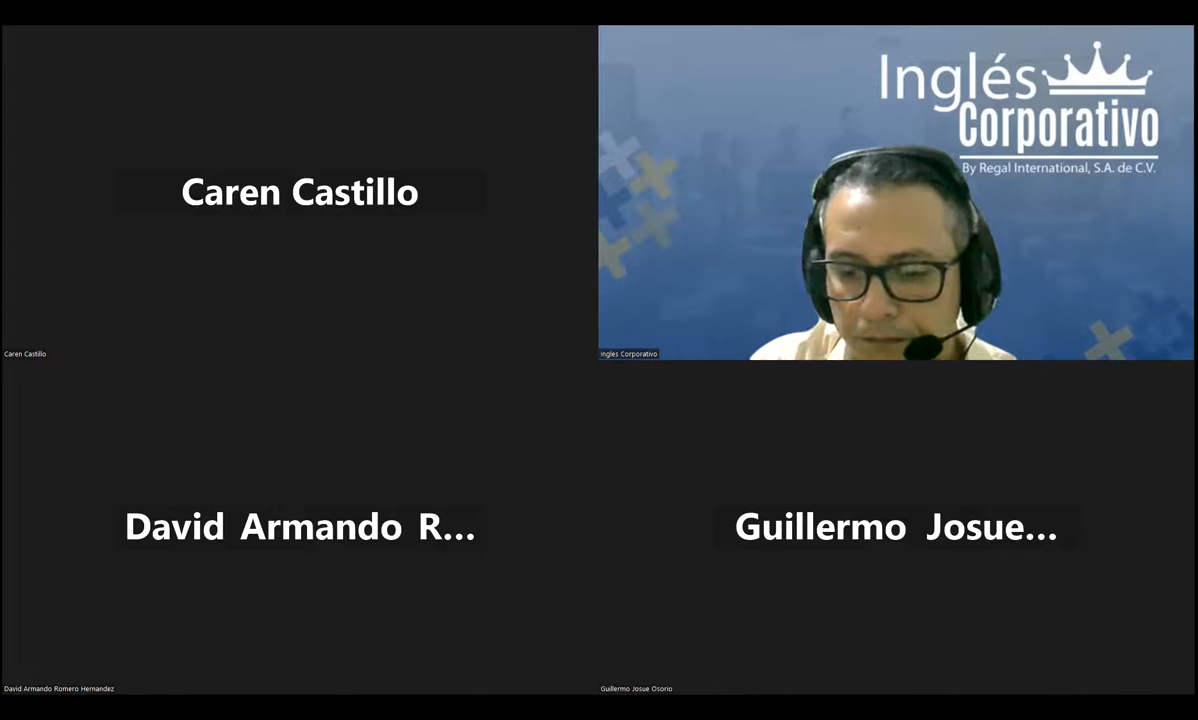 Caren Castillo
Caren Castillo
Inglés
Corporativo
By Regal International, S.A. de C.V.
Ingles Corporativo
David Armando R...
David Armando Romero Hernandez
Guillermo Josue...
Guillermo Josue Osorio